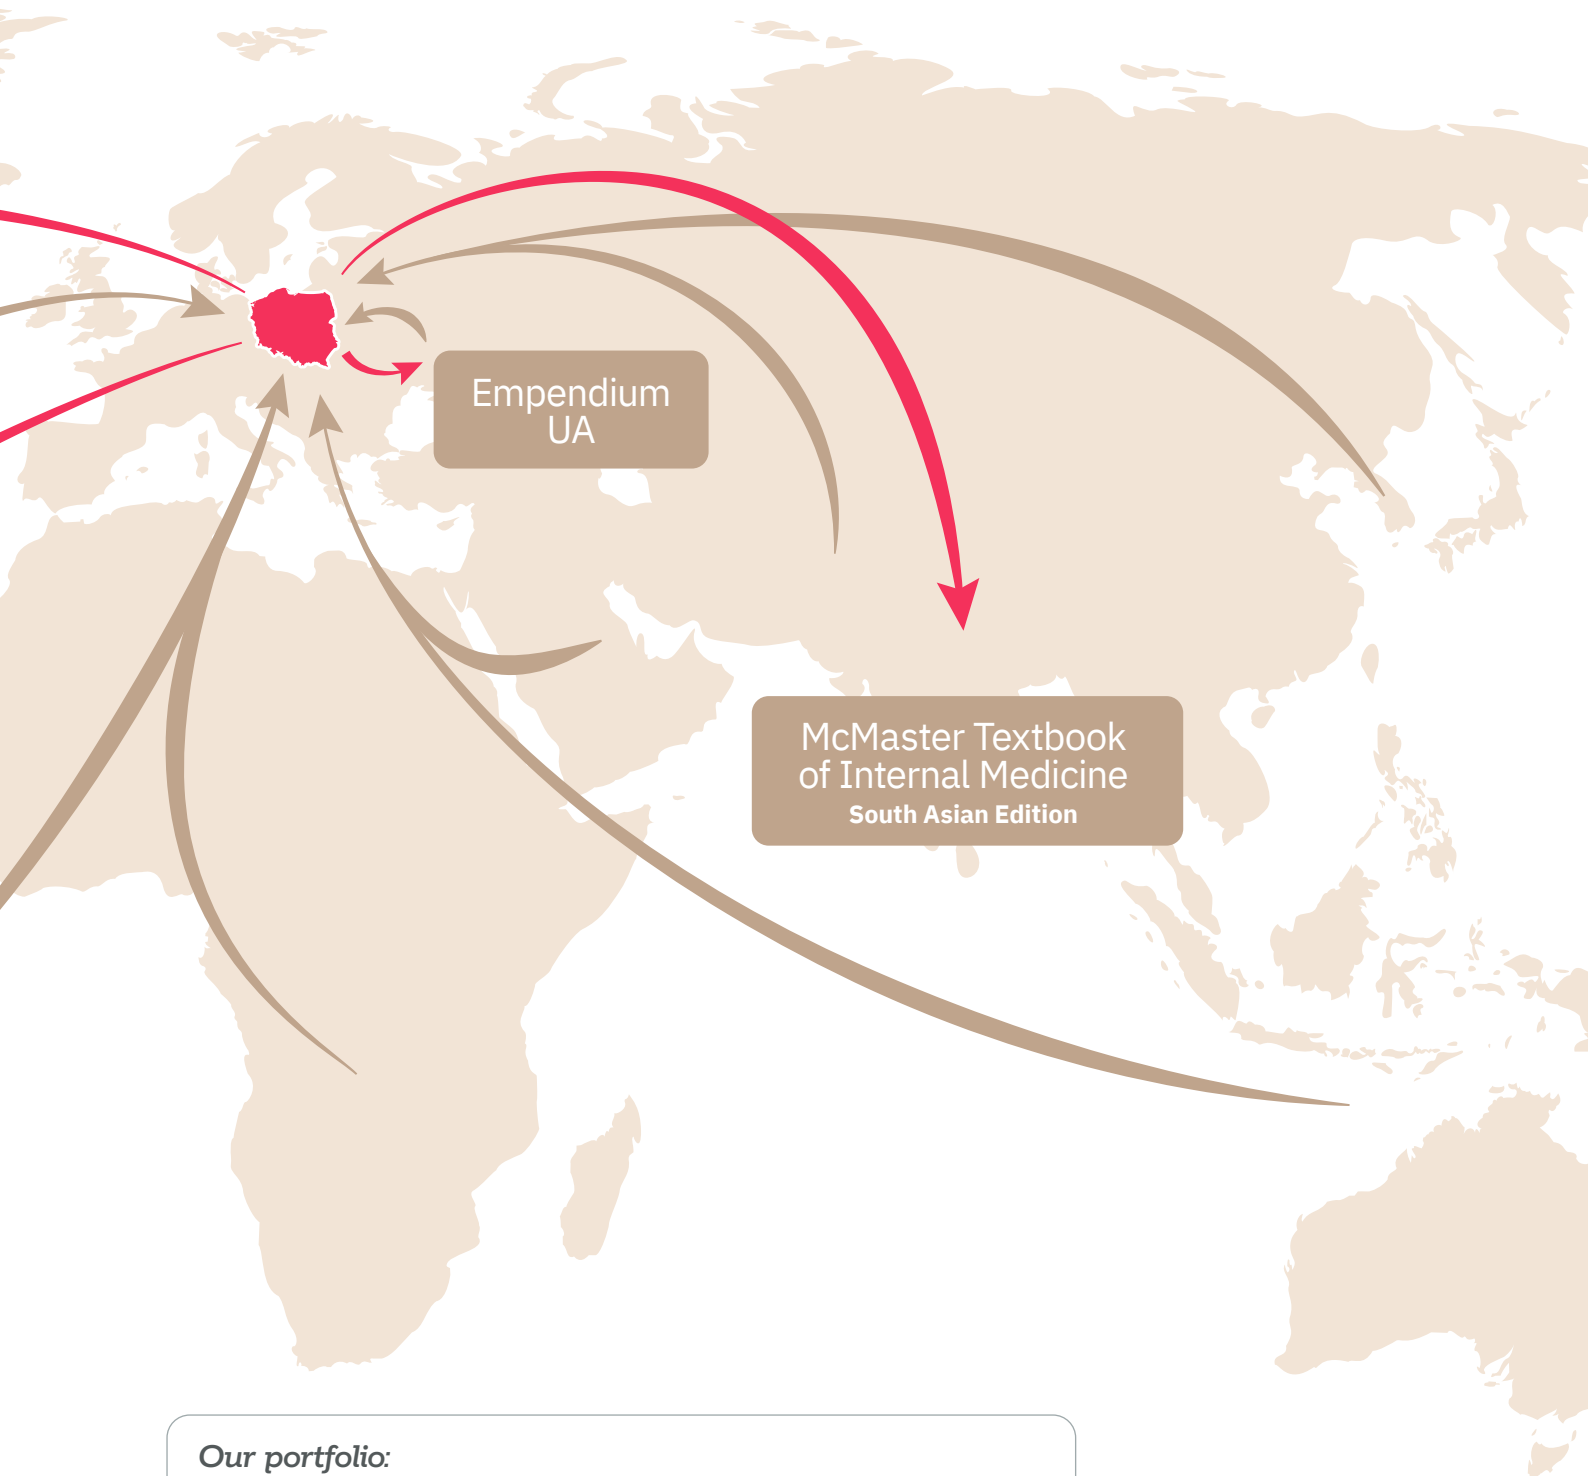 Empendium
UA
McMaster Textbook
of Internal Medicine
South Asian Edition
Our portfolio: